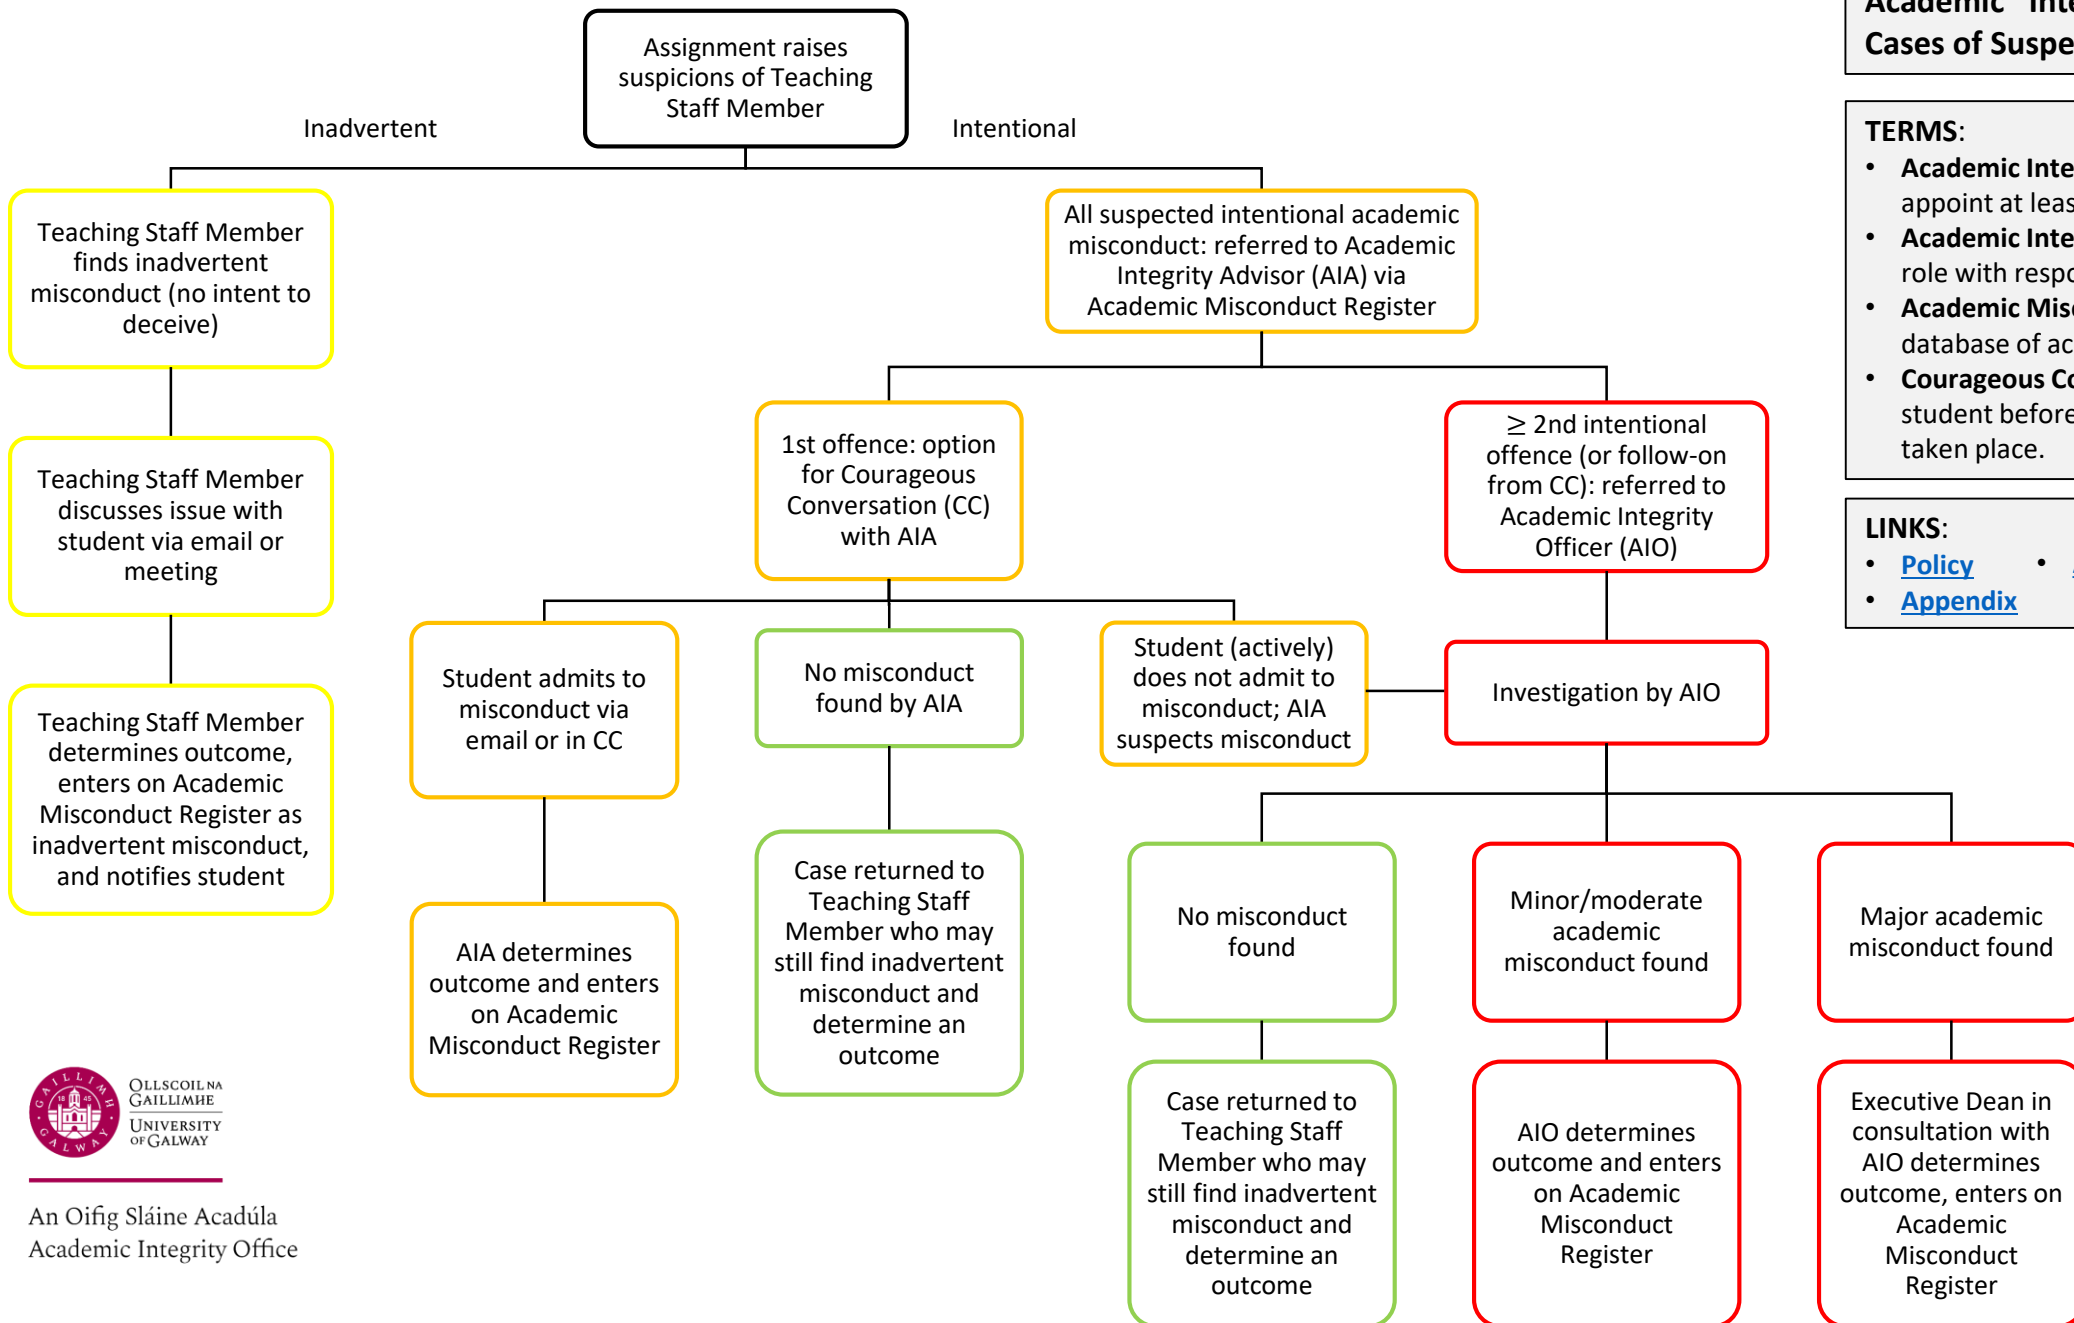 Assignment raises
suspicions of Teaching
Staff Member
Inadvertent
Intentional
Teaching Staff Member
finds inadvertent
misconduct (no intent to
deceive)
Teaching Staff Member
discusses issue with
student via email or
meeting
Teaching Staff Member
determines outcome,
enters on Academic
Misconduct Register as
inadvertent misconduct,
and notifies student
All suspected intentional academic
misconduct: referred to Academic
Integrity Advisor (AIA) via
Academic Misconduct Register
1st offence: option
for Courageous
Conversation (CC)
with AIA
≥ 2nd intentional
offence (or follow-on
from CC): referred to
Academic Integrity
Officer (AIO)
Student admits to
misconduct via
email or in CC
No misconduct
found by AIA
Student (actively)
does not admit to
misconduct; AIA
suspects misconduct
Investigation by AIO
AIA determines
outcome and enters
on Academic
Misconduct Register
Case returned to
Teaching Staff
Member who may
still find inadvertent
misconduct and
determine an
outcome
No misconduct
found
Minor/moderate
academic
misconduct found
Major academic
misconduct found
Case returned to
Teaching Staff
Member who may
still find inadvertent
misconduct and
determine an
outcome
AIO determines
outcome and enters
on Academic
Misconduct
Register
Executive Dean in
consultation with
AIO determines
outcome, enters on
Academic
Misconduct
Register
Academic Inte
Cases of Suspe
TERMS:
• Academic Inte
appoint at leas
• Academic Inte
role with respo
• Academic Misc
database of ac
• Courageous Co
student before
taken place.
LINKS:
• Policy •
• Appendix
GAILLIMH
18 45
GALWAY
OLLSCOIL NA
GAILLIMHE
UNIVERSITY
OF GALWAY
An Oifig Sláine Acadúla
Academic Integrity Office